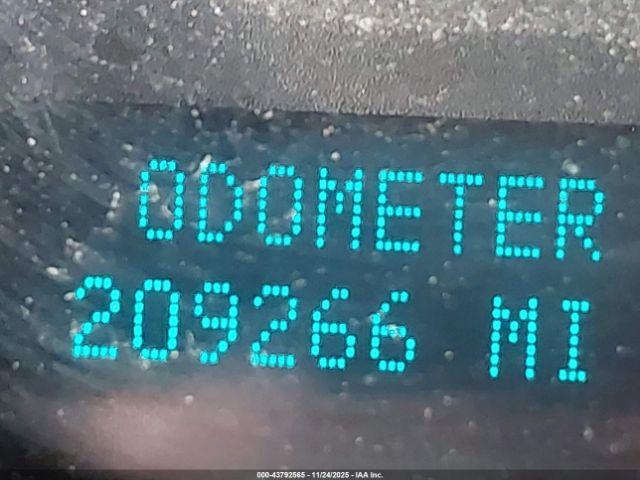 ODOMETER
209266 MI
000-43792565 - 11/24/2025 - IAA Inc.